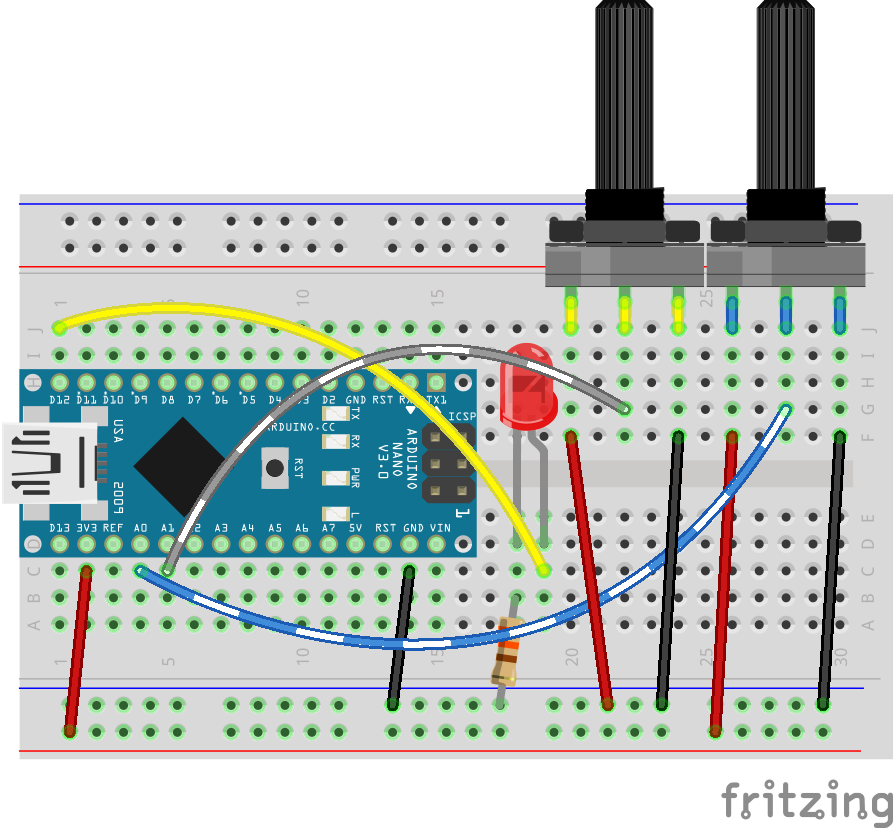 1 5 10 15 25
J J
I I
H H
G G
F F
D12 D11 D10 D9 D8 D7 D6 D5 D4 D3 D2 GND RST RX0 TX1
USA
ARDUINO.CC
TX
RX
PWR
L
RST
ARDUINO
NANO
V3.0
ICSP
1
2005
D13 3V3 REF A0 A1 A2 A3 A4 A5 A6 A7 5V RST GND VIN
E E
D D
C C
B B
A A
1 5 10 15 20 25 30
fritzing